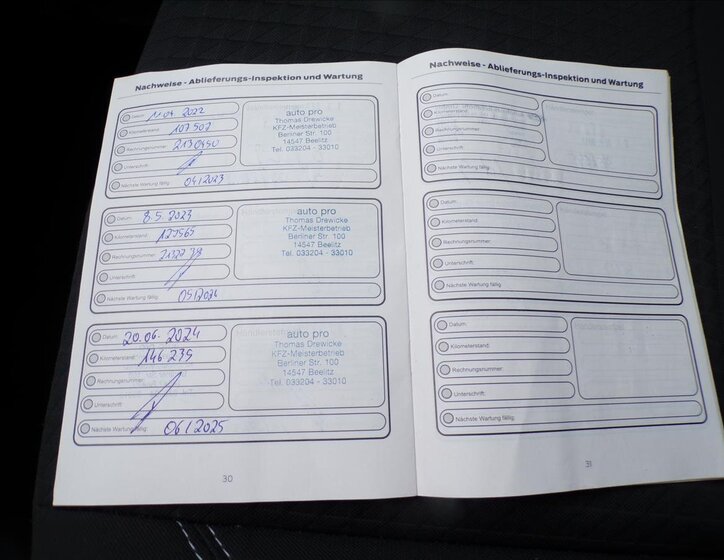 Nachweise - Ablieferungs-Inspektion und Wartung
Datum: 11.04.2022
Kilometerstand: 107 502
Rechnungsnummer: 2130450
Unterschrift:
Nächste Wartung fällig: 04/2023
auto pro
Thomas Drewicke
KFZ-Meisterbetrieb
Berliner Str. 100
14547 Beelitz
Tel. 033204 - 33010
Datum: 8.5.2023
Kilometerstand:
Rechnungsnummer:
Unterschrift:
Nächste Wartung fällig: 05/2024
auto pro
Thomas Drewicke
KFZ-Meisterbetrieb
Berliner Str. 100
14547 Beelitz
Tel. 033204 - 33010
Datum: 20.06.2024
Kilometerstand: 146 239
Rechnungsnummer:
Unterschrift:
Nächste Wartung fällig: 06/2025
auto pro
Thomas Drewicke
KFZ-Meisterbetrieb
Berliner Str. 100
14547 Beelitz
Tel. 033204 - 33010
30
Nachweise - Ablieferungs-Inspektion und Wartung
Datum:
Kilometerstand:
Rechnungsnummer:
Unterschrift:
Nächste Wartung fällig:
Datum:
Kilometerstand:
Rechnungsnummer:
Unterschrift:
Nächste Wartung fällig:
Datum:
Kilometerstand:
Rechnungsnummer:
Unterschrift:
Nächste Wartung fällig:
31